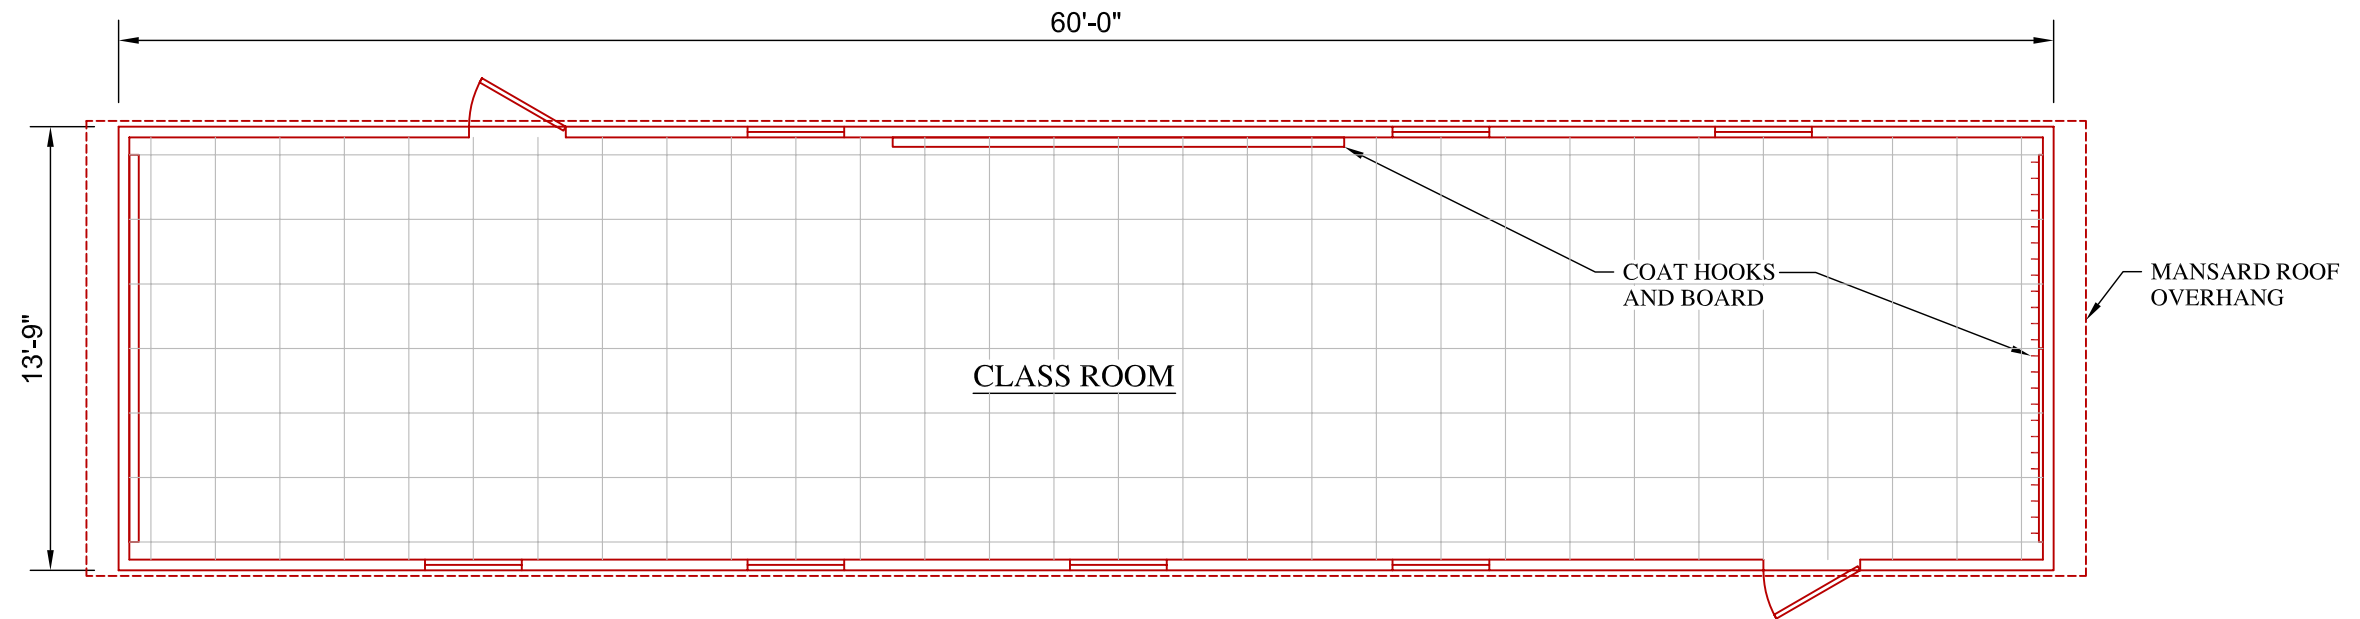 60'-0"
COAT HOOKS
AND BOARD
MANSARD ROOF
OVERHANG
13'-9"
CLASS ROOM